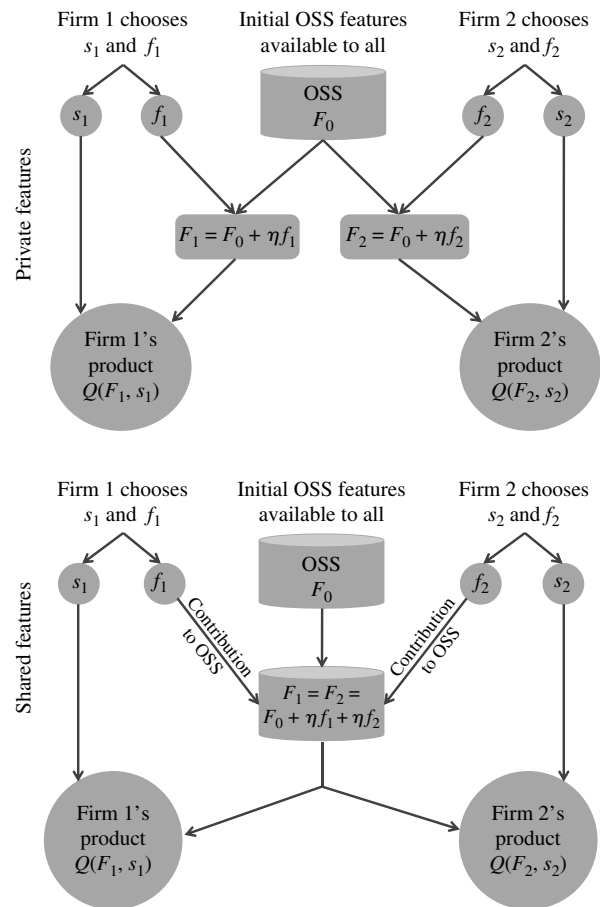 Firm 1 chooses
s₁ and f₁
Initial OSS features
available to all
Firm 2 chooses
s₂ and f₂
s₁
f₁
OSS
F₀
f₂
s₂
Private features
F₁ = F₀ + ηf₁
F₂ = F₀ + ηf₂
Firm 1's
product
Q(F₁, s₁)
Firm 2's
product
Q(F₂, s₂)
Firm 1 chooses
s₁ and f₁
Initial OSS features
available to all
Firm 2 chooses
s₂ and f₂
s₁
f₁
OSS
F₀
f₂
s₂
Shared features
Contribution
to OSS
Contribution
to OSS
F₁ = F₂ =
F₀ + ηf₁ + ηf₂
Firm 1's
product
Q(F₁, s₁)
Firm 2's
product
Q(F₂, s₂)